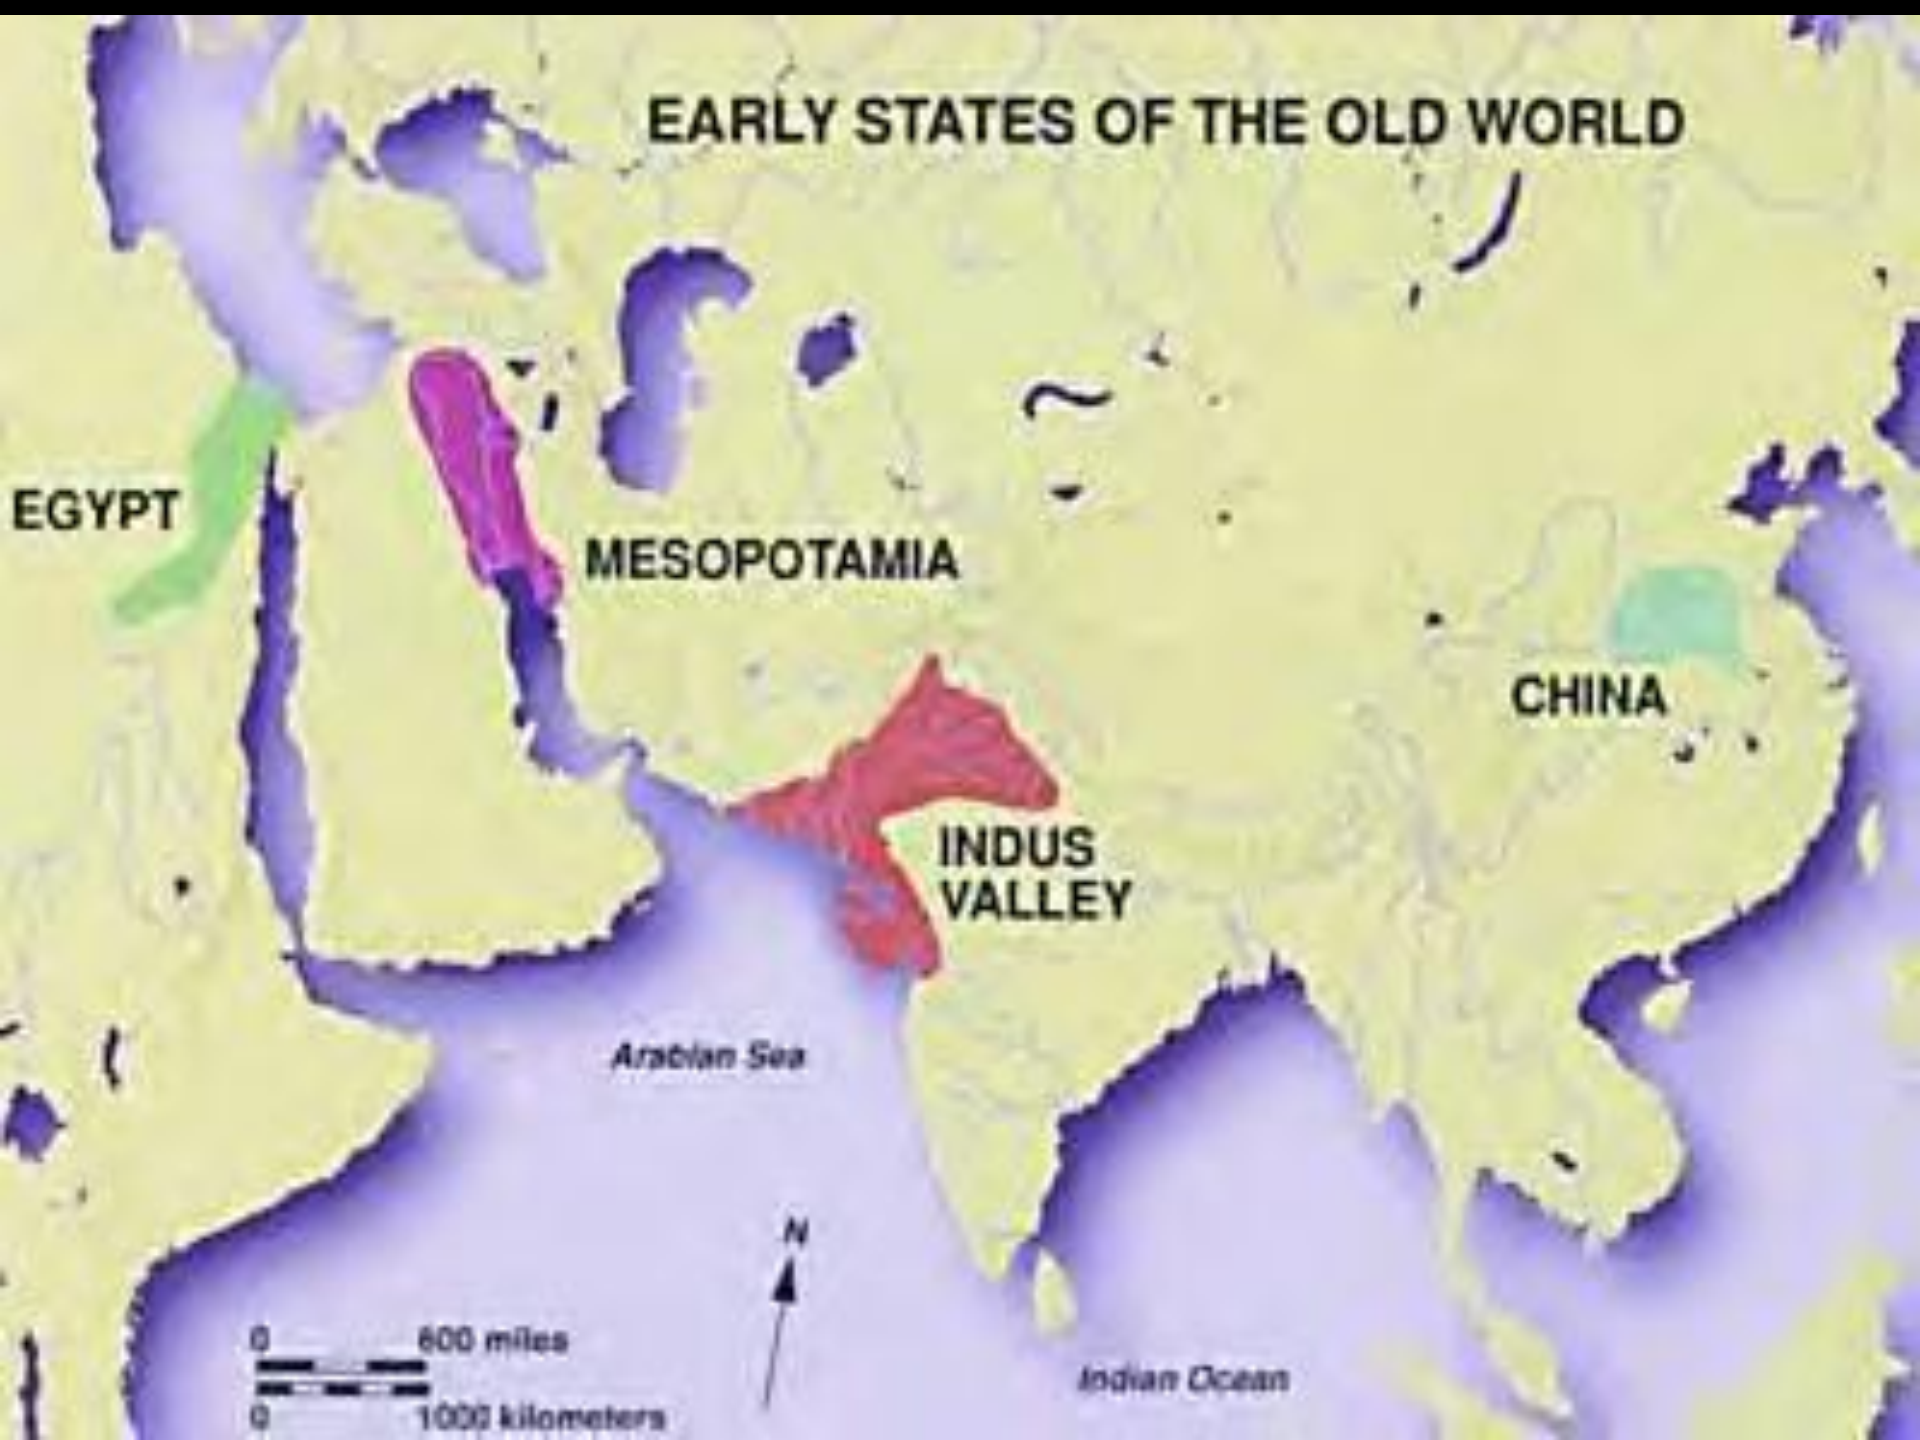 EARLY STATES OF THE OLD WORLD
EGYPT
MESOPOTAMIA
CHINA
INDUS
VALLEY
Arabian Sea
N
0 600 miles
0 1000 kilometers
Indian Ocean